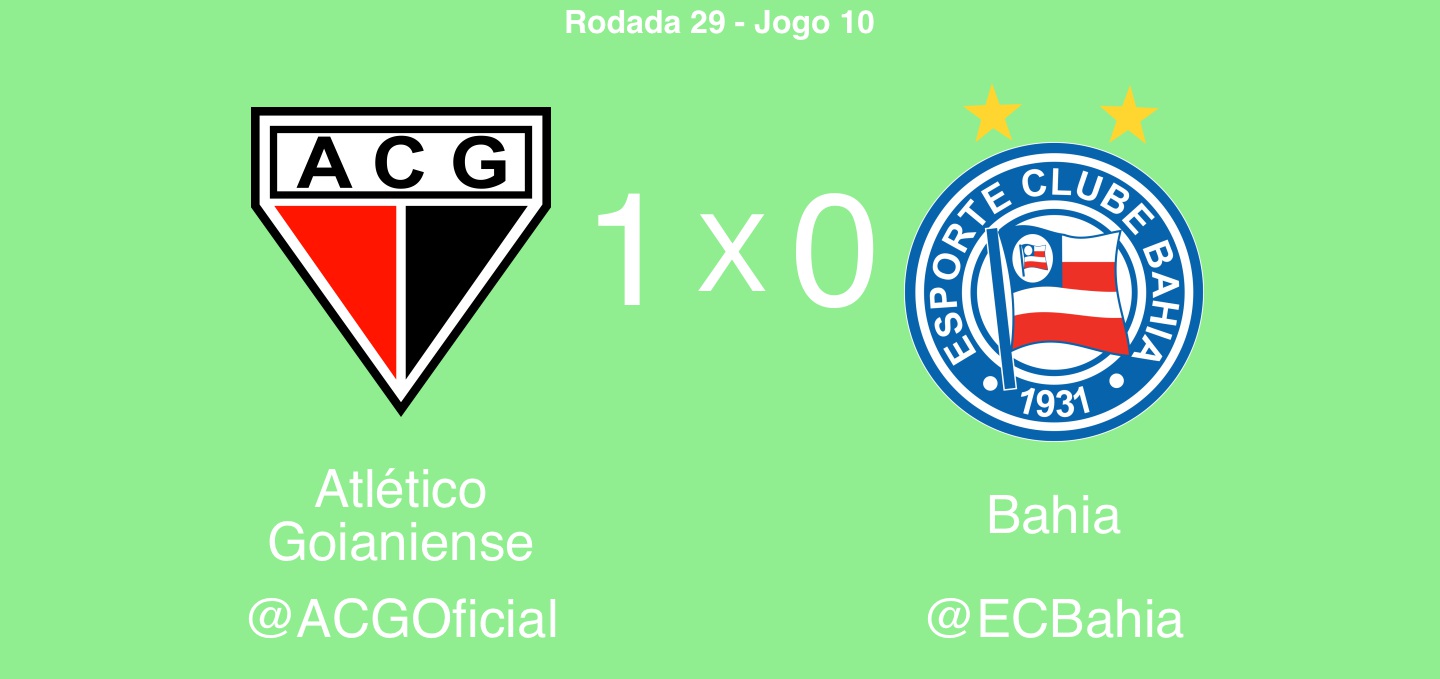 Rodada 29 - Jogo 10
ACG
1 x 0
ESPORTE CLUBE BAHIA
1931
Atlético
Goianiense
Bahia
@ACGOficial
@ECBahia